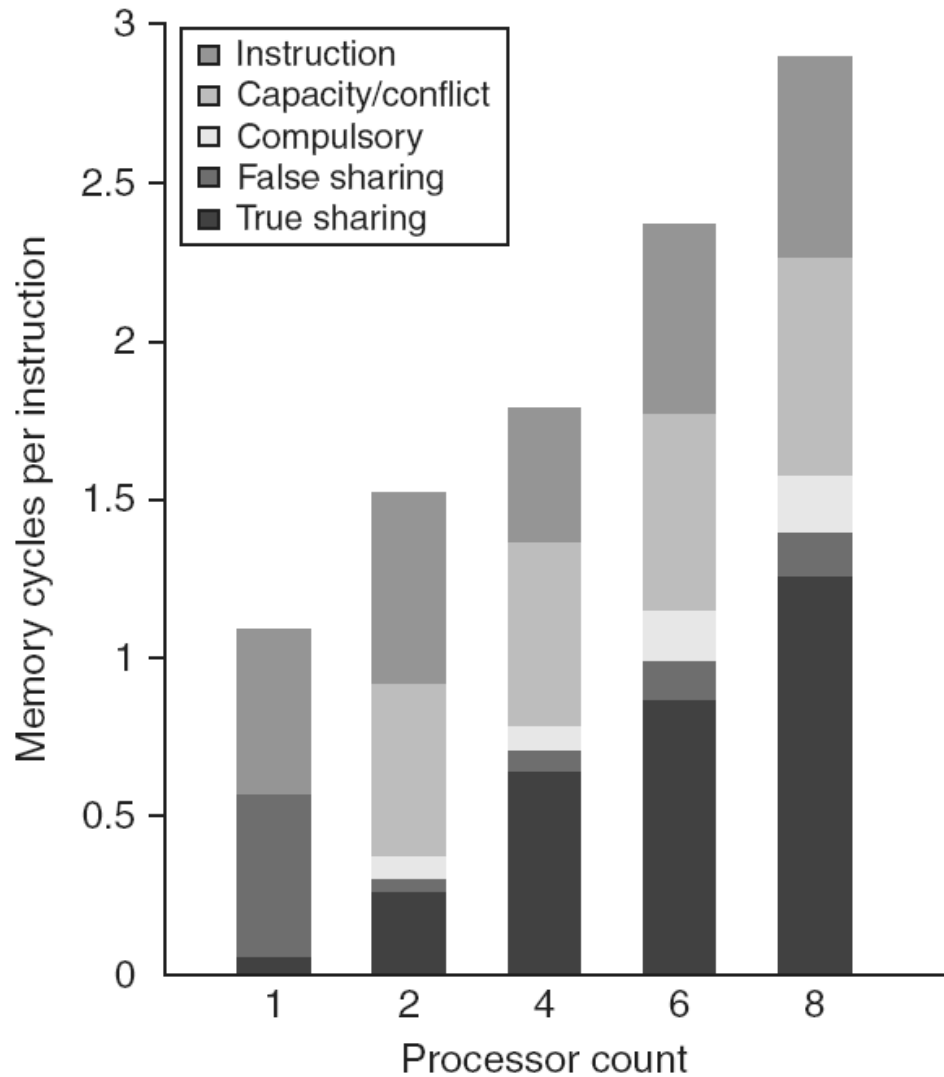 3
Instruction
Capacity/conflict
Compulsory
False sharing
True sharing
2.5
2
1.5
1
0.5
0
Memory cycles per instruction
1 2 4 6 8
Processor count